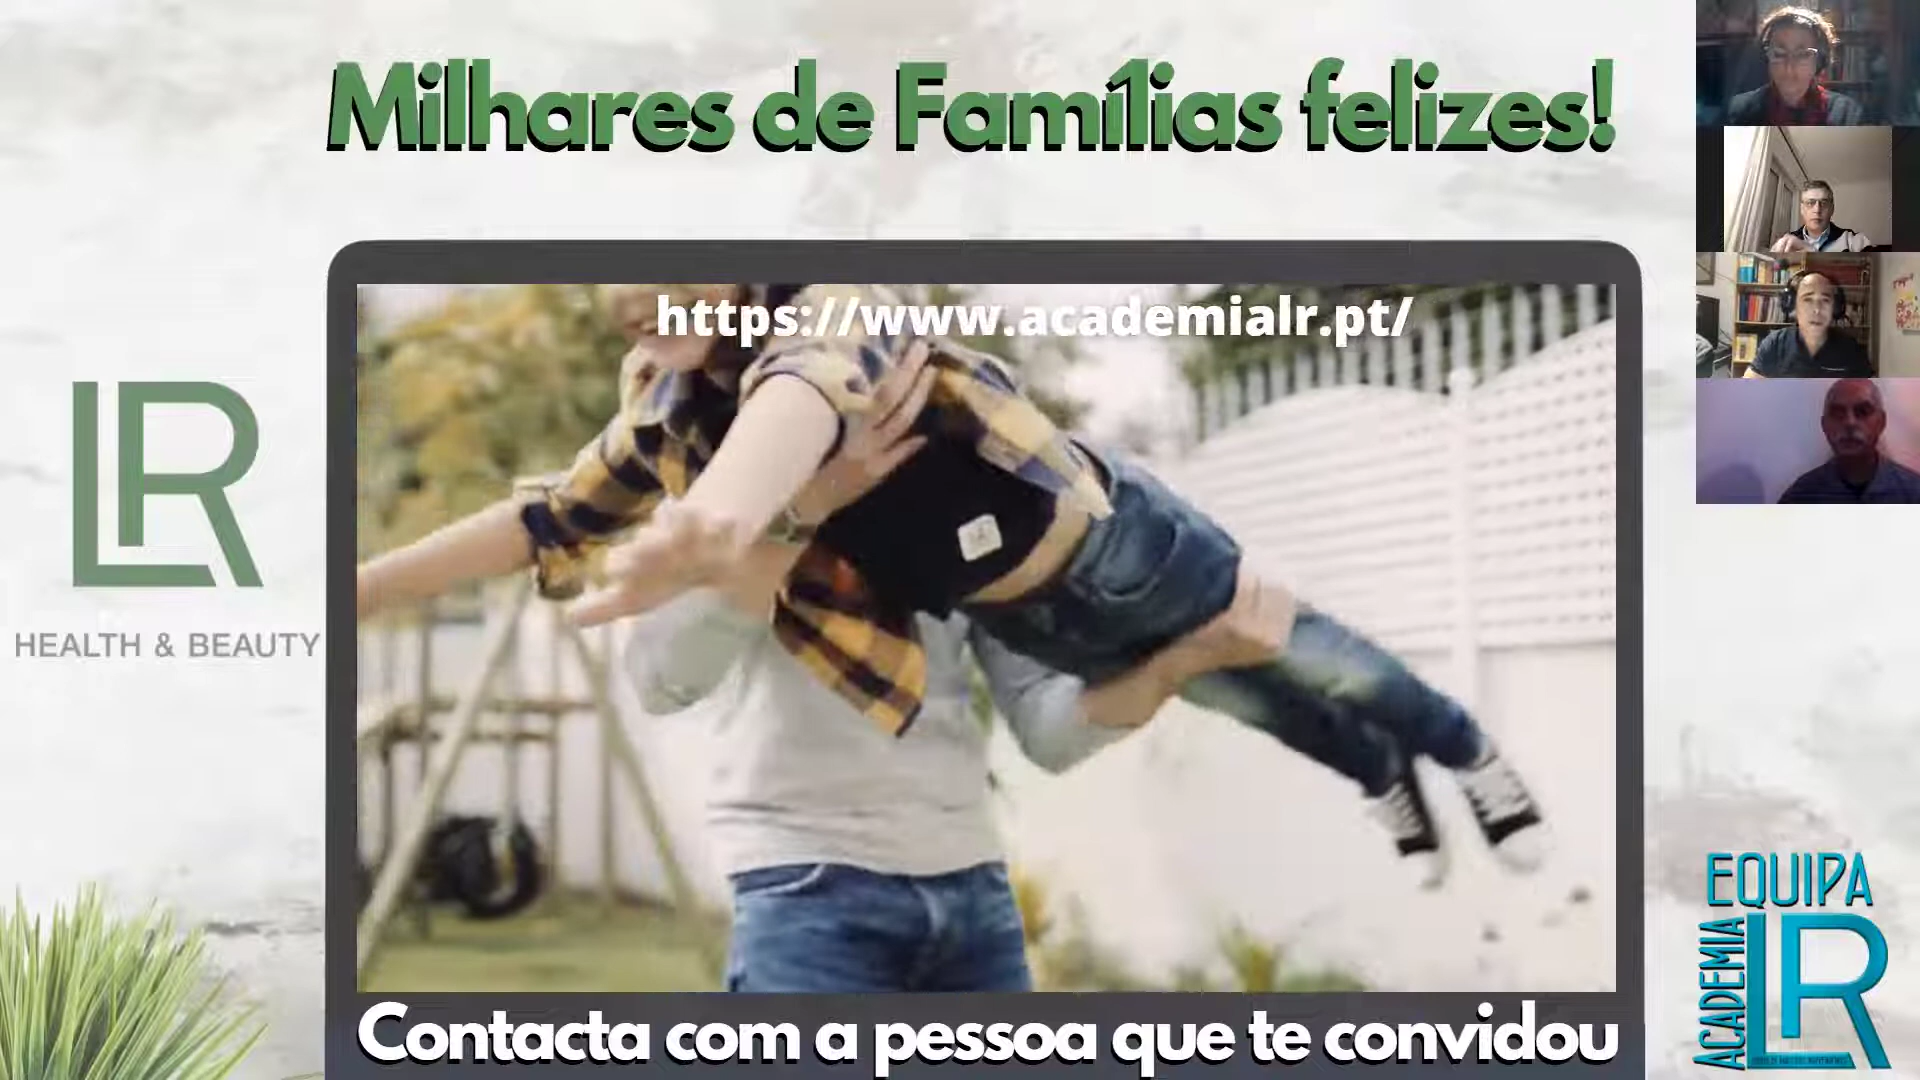 Milhares de Famílias felizes!
https://www.academialr.pt/
LR
HEALTH & BEAUTY
EQUIPA
ACADEMIA
LR
Contacta com a pessoa que te convidou